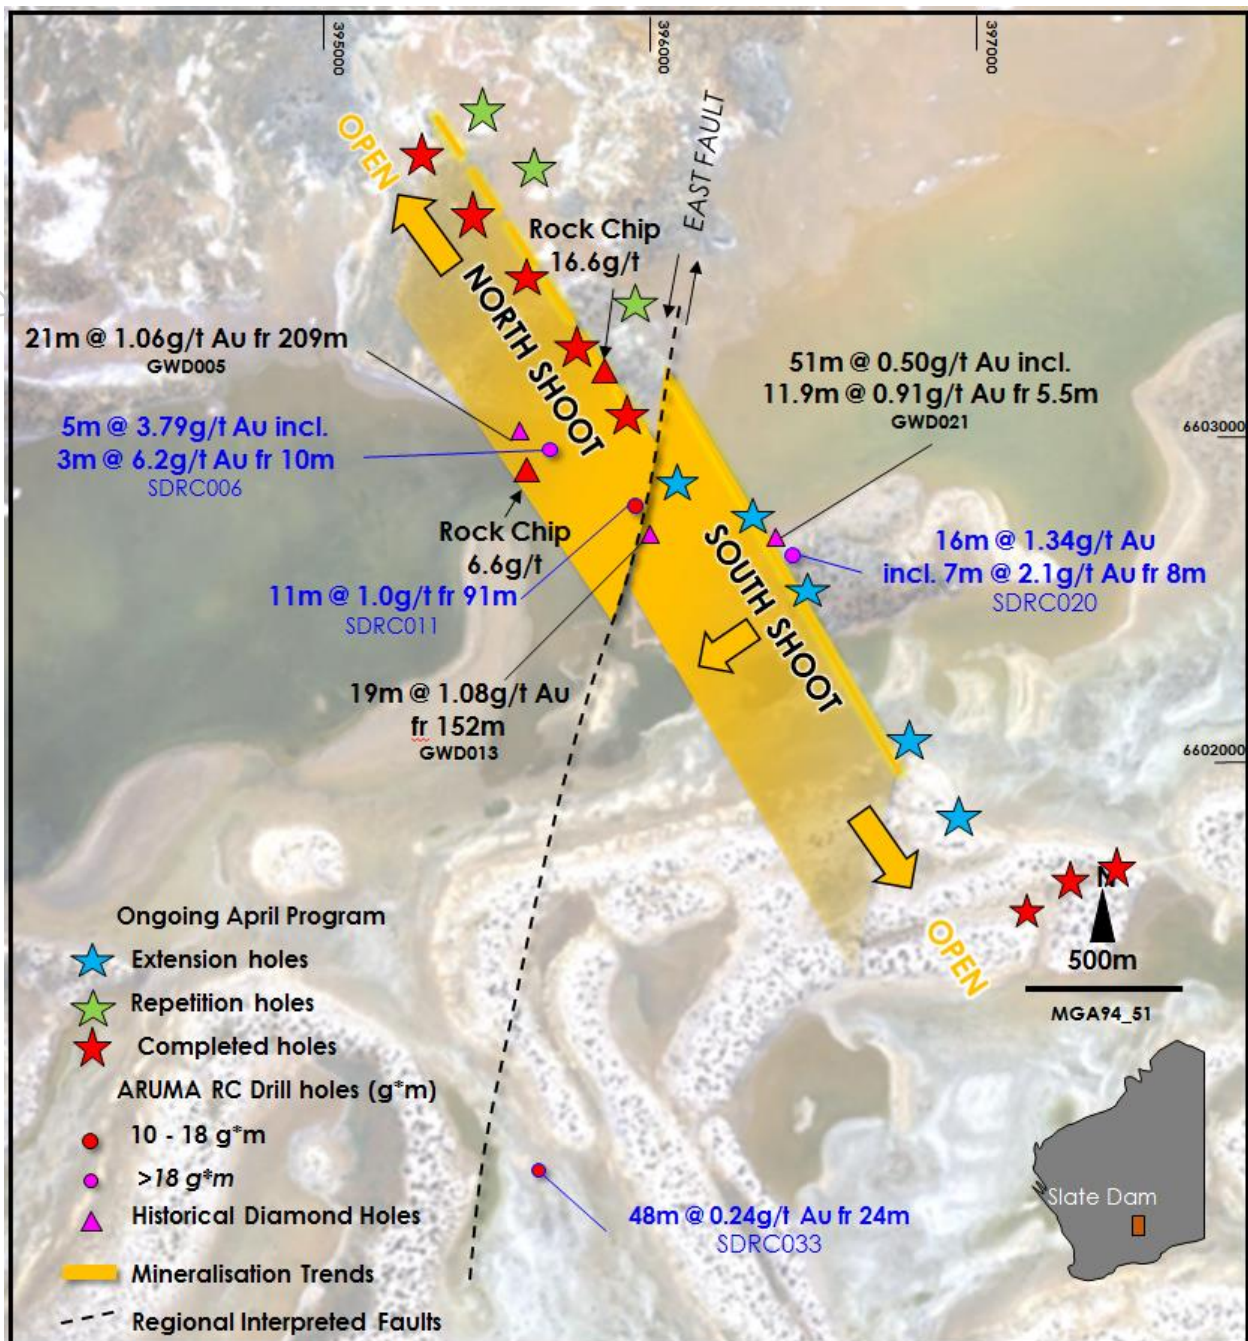 395000
396000
397000
OPEN
EAST FAULT
Rock Chip
16.6g/t
NORTH SHOOT
21m @ 1.06g/t Au fr 209m
GWD005
51m @ 0.50g/t Au incl.
11.9m @ 0.91g/t Au fr 5.5m
GWD021
5m @ 3.79g/t Au incl.
3m @ 6.2g/t Au fr 10m
SDRC006
6603000
Rock Chip
6.6g/t
SOUTH SHOOT
16m @ 1.34g/t Au
incl. 7m @ 2.1g/t Au fr 8m
SDRC020
11m @ 1.0g/t fr 91m
SDRC011
19m @ 1.08g/t Au
fr 152m
GWD013
6602000
OPEN
N
500m
MGA94_51
Ongoing April Program
Extension holes
Repetition holes
Completed holes
ARUMA RC Drill holes (g*m)
10 - 18 g*m
>18 g*m
Historical Diamond Holes
Mineralisation Trends
Regional Interpreted Faults
48m @ 0.24g/t Au fr 24m
SDRC033
Slate Dam